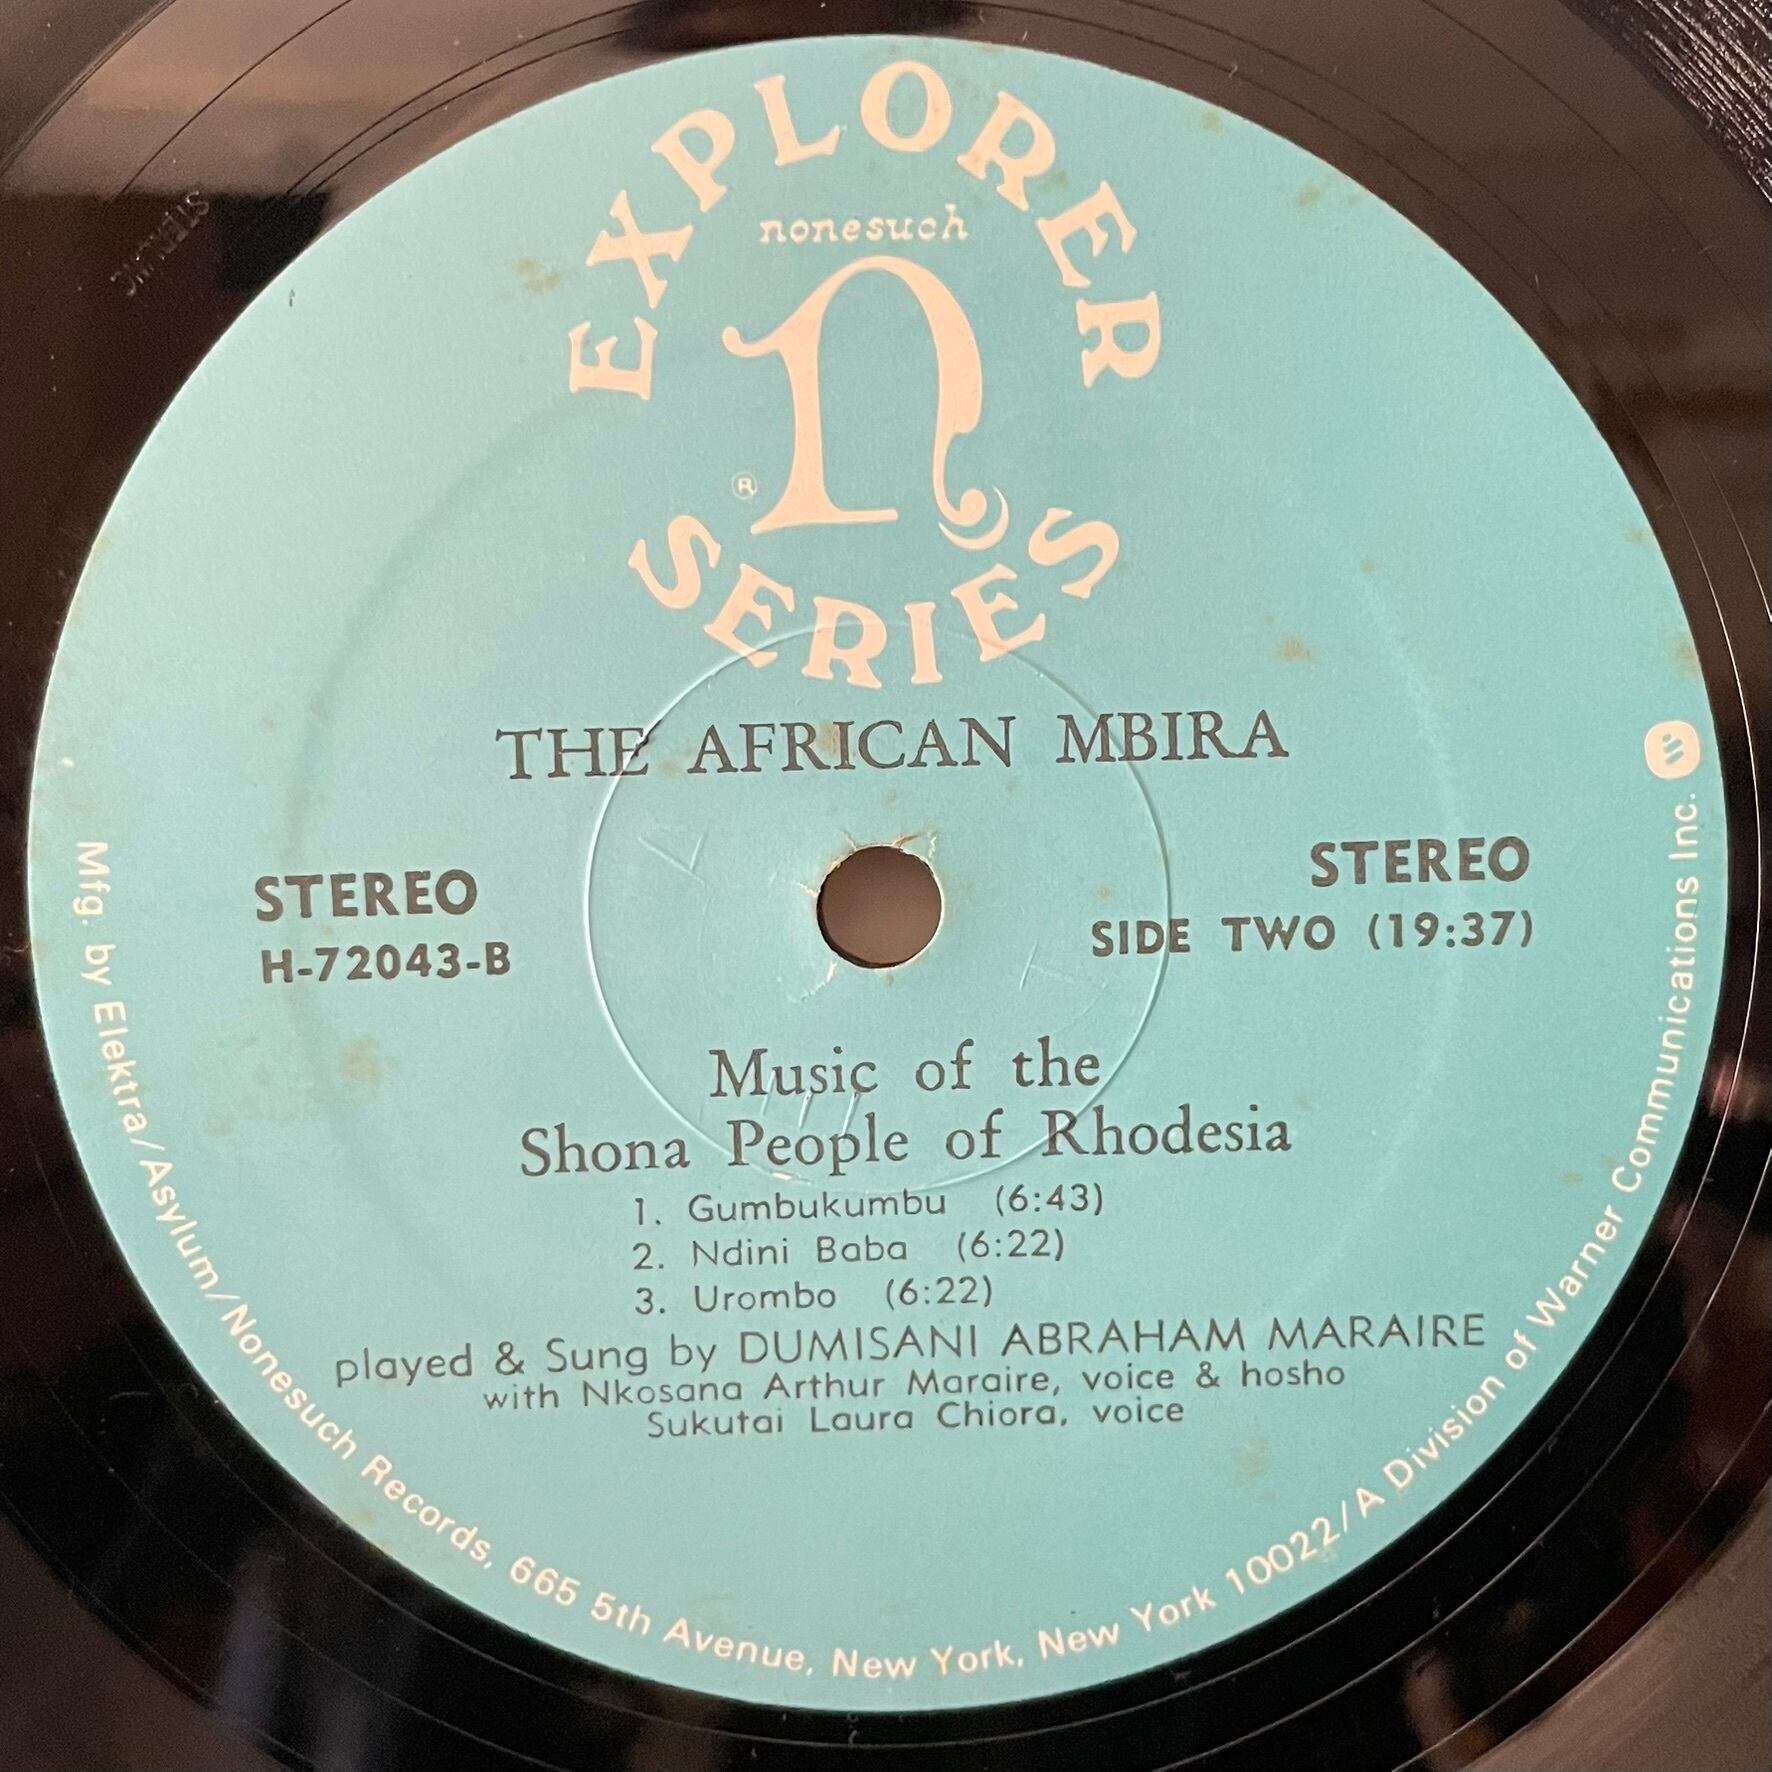 EXPLORER
nonesuch
n
®
SERIES
THE AFRICAN MBIRA
STEREO
H-72043-B
STEREO
SIDE TWO (19:37)
Music of the
Shona People of Rhodesia
1. Gumbukumbu (6:43)
2. Ndini Baba (6:22)
3. Urombo (6:22)
played & Sung by DUMISANI ABRAHAM MARAIRE
with Nkosana Arthur Maraire, voice & hosho
Sukutai Laura Chiora, voice
Mfg. by Elektra/Asylum/Nonesuch Records, 665 5th Avenue, New York, New York 10022/A Division of Warner Communications Inc.